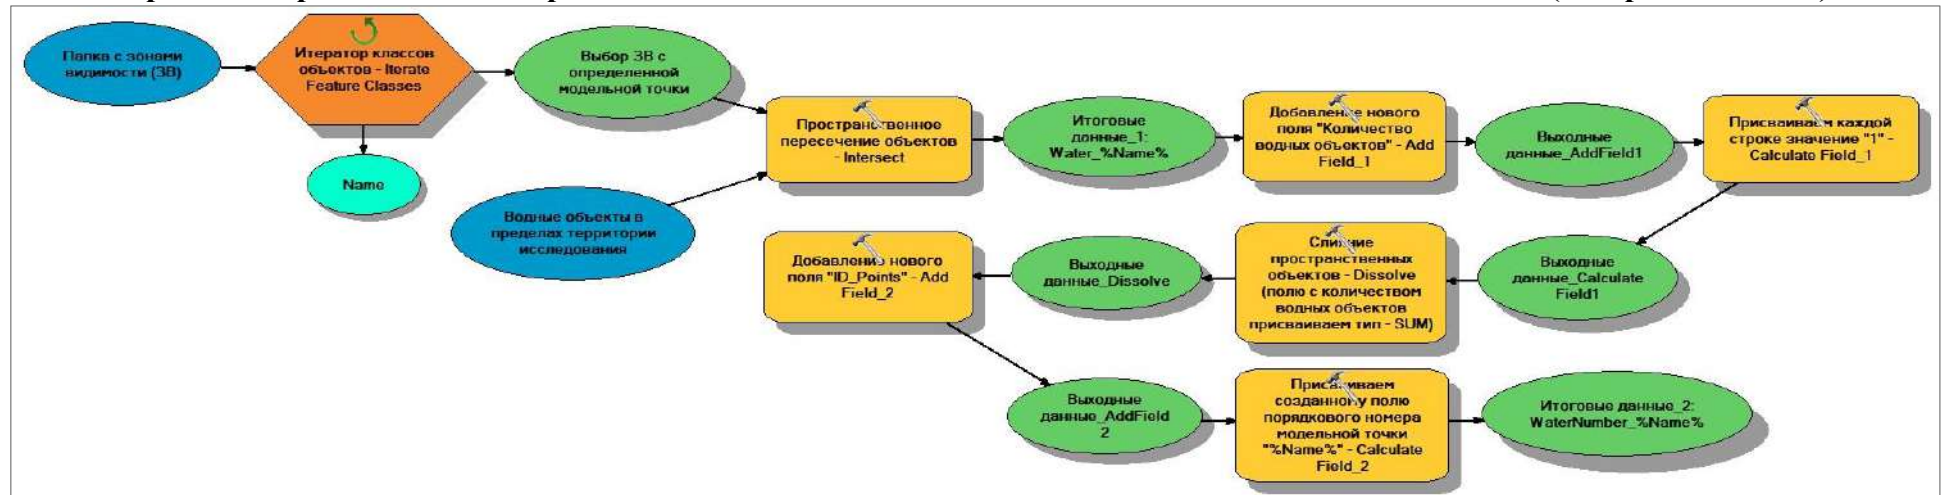 Папка с зонами
видимости (ЗВ)
Итератор классов
объектов - Iterate
Feature Classes
Name
Выбор ЗВ с
определенной
модельной точки
Водные объекты в
пределах территории
исследования
Пространственное
пересечение объектов
- Intersect
Итоговые
данные_1:
Water_%Name%
Добавление нового
поля "Количество
водных объектов" - Add
Field_1
Выходные
данные_AddField1
Присваиваем каждой
строке значение "1" -
Calculate Field_1
Выходные
данные_Calculate
Field1
Слияние
пространственных
объектов - Dissolve
(полю с количеством
водных объектов
присваиваем тип - SUM)
Выходные
данные_Dissolve
Добавление нового
поля "ID_Points" - Add
Field_2
Выходные
данные_AddField
2
Присваиваем
созданному полю
порядкового номера
модельной точки
"%Name%" - Calculate
Field_2
Итоговые данные_2:
WaterNumber_%Name%